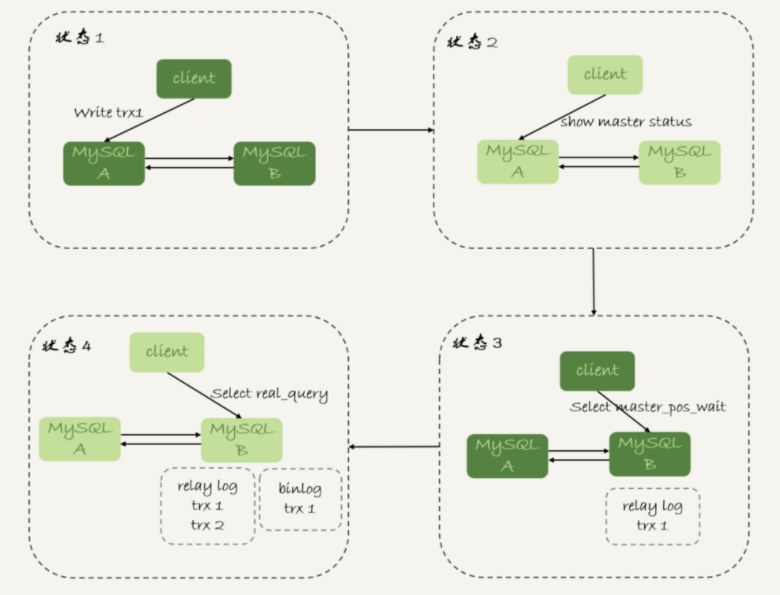 状态 1
client
Write trx1
MySQL
A
MySQL
B
状态 2
client
show master status
MySQL
A
MySQL
B
状态 4
client
Select real_query
MySQL
A
MySQL
B
relay log
trx 1
trx 2
binlog
trx 1
状态 3
client
Select master_pos_wait
MySQL
A
MySQL
B
relay log
trx 1